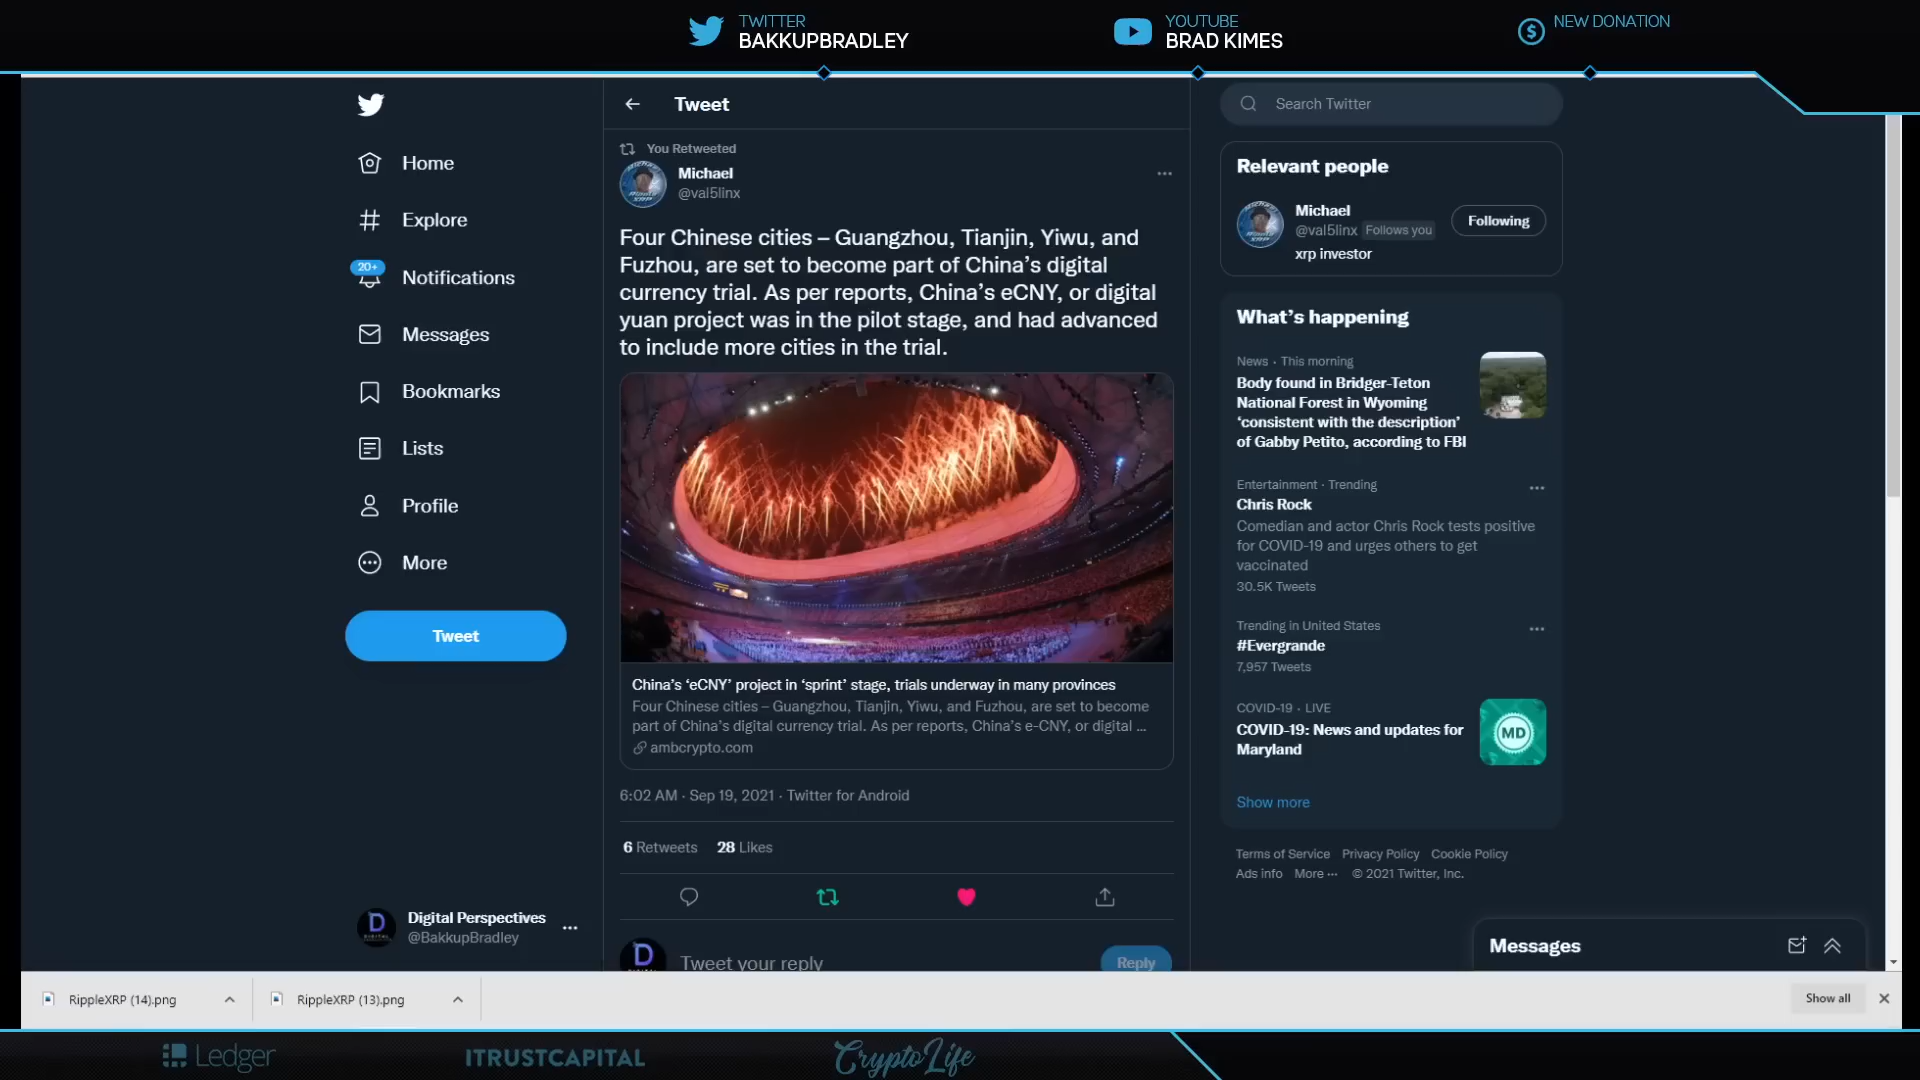 TWITTER
BAKKUPBRADLEY
YOUTUBE
BRAD KIMES
NEW DONATION
Home
Explore
20+
Notifications
Messages
Bookmarks
Lists
Profile
More
Tweet
Digital Perspectives
@BakkupBradley
Tweet
You Retweeted
Michael
@val5linx
Four Chinese cities – Guangzhou, Tianjin, Yiwu, and
Fuzhou, are set to become part of China’s digital
currency trial. As per reports, China’s eCNY, or digital
yuan project was in the pilot stage, and had advanced
to include more cities in the trial.
China’s ‘eCNY’ project in ‘sprint’ stage, trials underway in many provinces
Four Chinese cities – Guangzhou, Tianjin, Yiwu, and Fuzhou, are set to become
part of China’s digital currency trial. As per reports, China’s e-CNY, or digital ...
ambcrypto.com
6:02 AM · Sep 19, 2021 · Twitter for Android
6 Retweets 28 Likes
Tweet your reply
Reply
Search Twitter
Relevant people
Michael
@val5linx Follows you
Following
xrp investor
What’s happening
News · This morning
Body found in Bridger-Teton
National Forest in Wyoming
‘consistent with the description’
of Gabby Petito, according to FBI
Entertainment · Trending
Chris Rock
Comedian and actor Chris Rock tests positive
for COVID-19 and urges others to get
vaccinated
30.5K Tweets
Trending in United States
#Evergrande
7,957 Tweets
COVID-19 · LIVE
COVID-19: News and updates for
Maryland
MD
Show more
Terms of Service Privacy Policy Cookie Policy
Ads info More ··· © 2021 Twitter, Inc.
Messages
RippleXRP (14).png
RippleXRP (13).png
Show all
Ledger
ITRUSTCAPITAL
CryptoLife